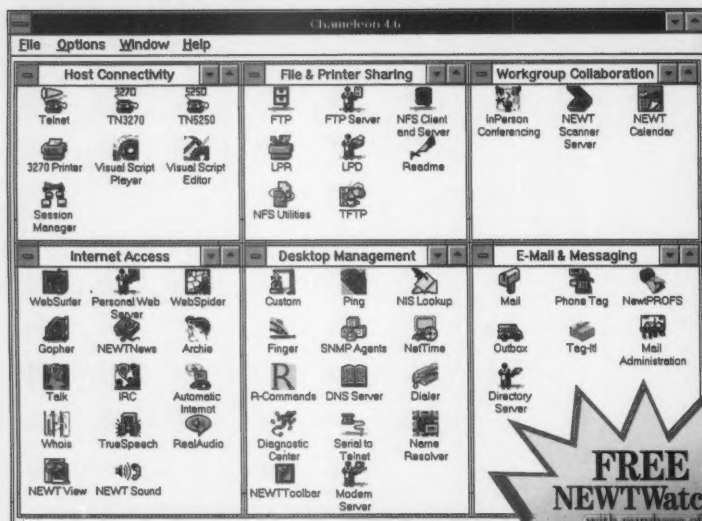 Chameleon 4.6
File Options Window Help
Host Connectivity
Telnet TN3270 TN5250
3270 Printer Visual Script Player Visual Script Editor
Session Manager
File & Printer Sharing
FTP FTP Server NFS Client and Server
LPR LPD Readme
NFS Utilities TFTP
Workgroup Collaboration
InPerson Conferencing NEWT Scanner Server NEWT Calendar
Internet Access
WebSurfer Personal Web Server WebSpider
Gopher NEWTNews Archie
Talk IRC Automatic Internet
Whois TrueSpeech RealAudio
NEWT View NEWT Sound
Desktop Management
Custom Ping NIS Lookup
Finger SNMP Agents NetTime
R-Commands DNS Server Dialer
Diagnostic Center Serial to Telnet Name Resolver
NEWTToolbar Modem Server
E-Mail & Messaging
Mail Phone Tag NewtPROFS
Outbox Tag-It! Mail Administration
Directory Server
FREE
NEWTWatc
with purchase of